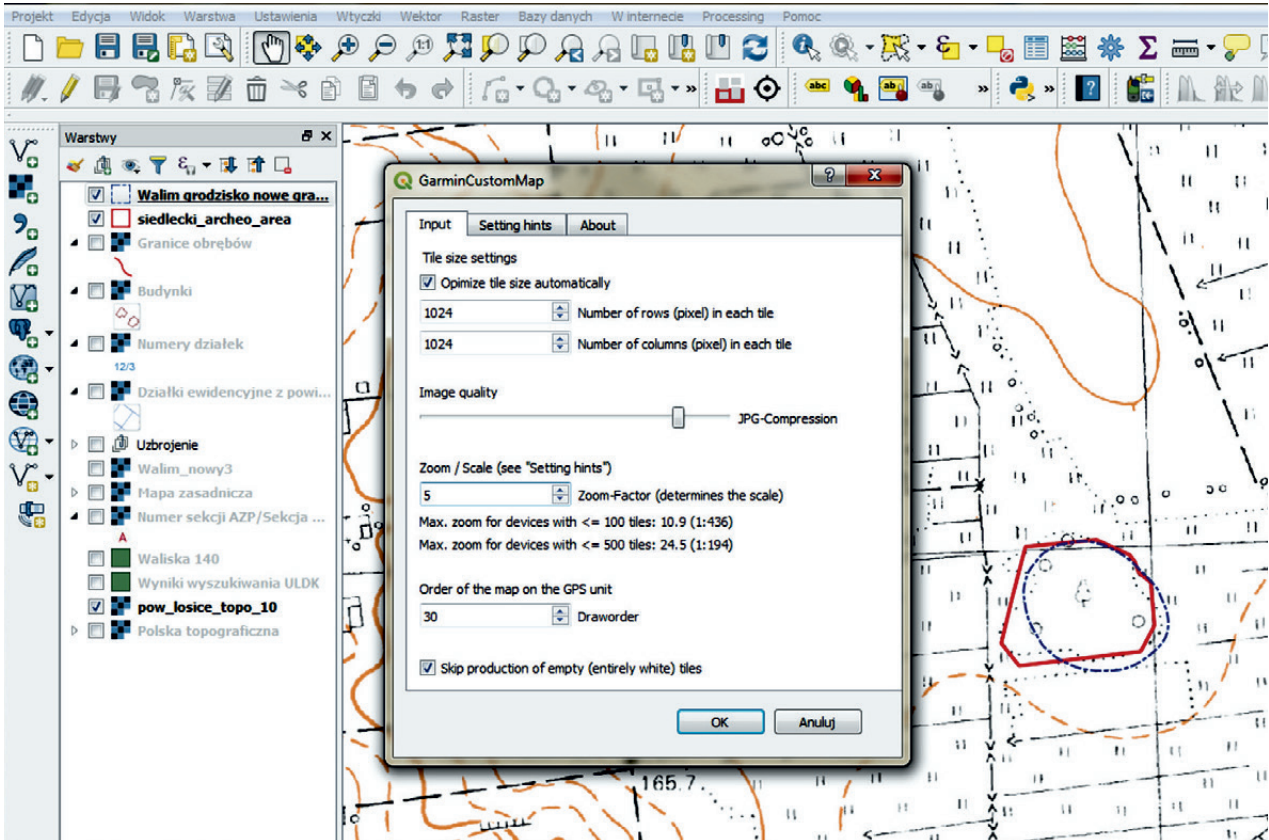 Projekt Edycja Widok Warstwa Ustawienia Wtyczki Wektor Raster Bazy danych W internecie Processing Pomoc
1:1
abc
ab
abc
?
Warstwy
Walim grodzisko nowe gra...
siedlecki_archeo_area
Granice obrębów
Budynki
Numery działek
12/3
Działki ewidencyjne z powi...
Uzbrojenie
Walim_nowy3
Mapa zasadnicza
Numer sekcji AZP/Sekcja ...
A
Waliska 140
Wyniki wyszukiwania ULDK
pow_losice_topo_10
Polska topograficzna
GarminCustomMap
Input Setting hints About
Tile size settings
Opimize tile size automatically
1024 Number of rows (pixel) in each tile
1024 Number of columns (pixel) in each tile
Image quality
JPG-Compression
Zoom / Scale (see "Setting hints")
5 Zoom-Factor (determines the scale)
Max. zoom for devices with <= 100 tiles: 10.9 (1:436)
Max. zoom for devices with <= 500 tiles: 24.5 (1:194)
Order of the map on the GPS unit
30 Draworder
Skip production of empty (entirely white) tiles
OK Anuluj
165.7